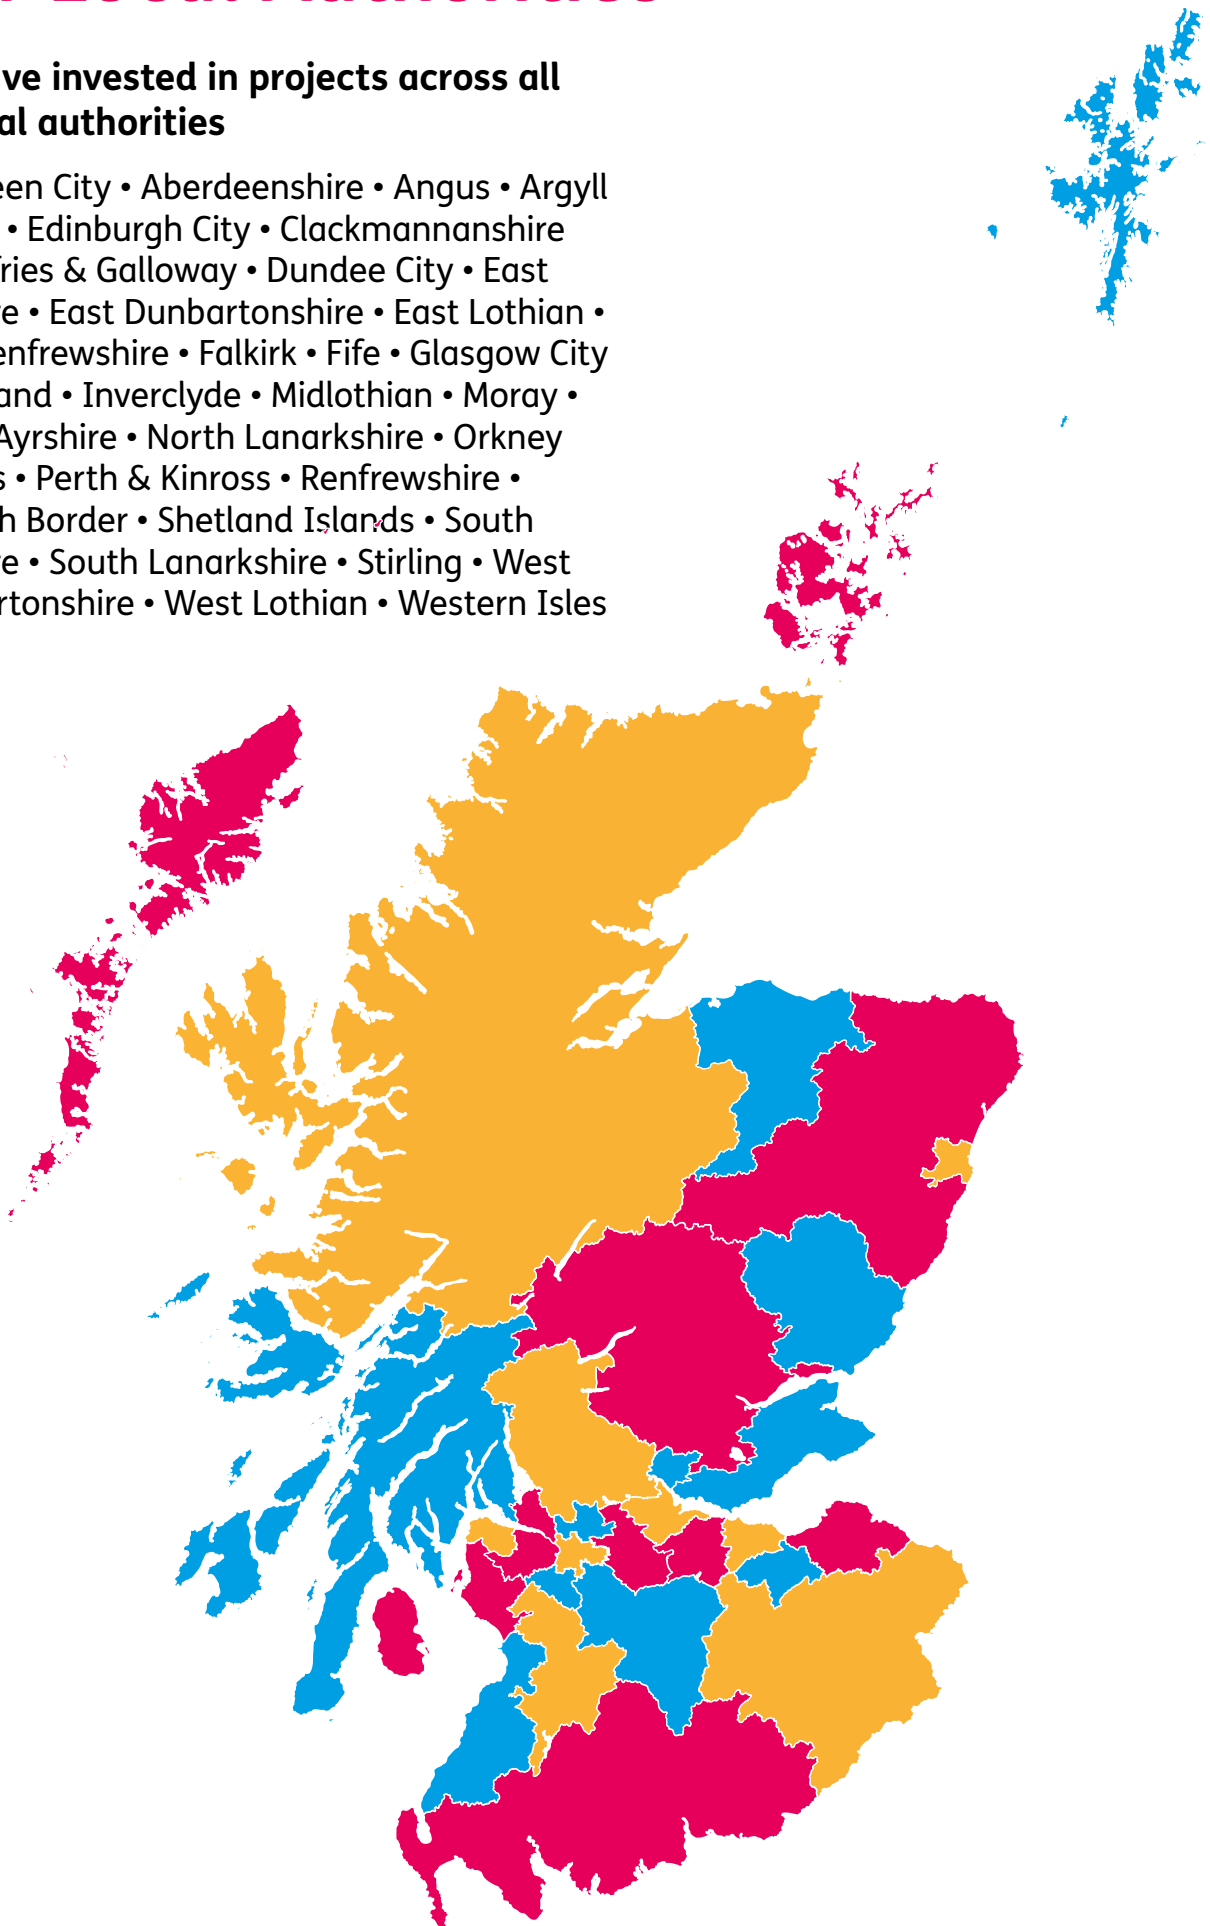 Local Authorities
ve invested in projects across all
al authorities
een City • Aberdeenshire • Angus • Argyll
• Edinburgh City • Clackmannanshire
ries & Galloway • Dundee City • East
e • East Dunbartonshire • East Lothian •
enfrewshire • Falkirk • Fife • Glasgow City
and • Inverclyde • Midlothian • Moray •
Ayrshire • North Lanarkshire • Orkney
s • Perth & Kinross • Renfrewshire •
h Border • Shetland Islands • South
e • South Lanarkshire • Stirling • West
rtonshire • West Lothian • Western Isles